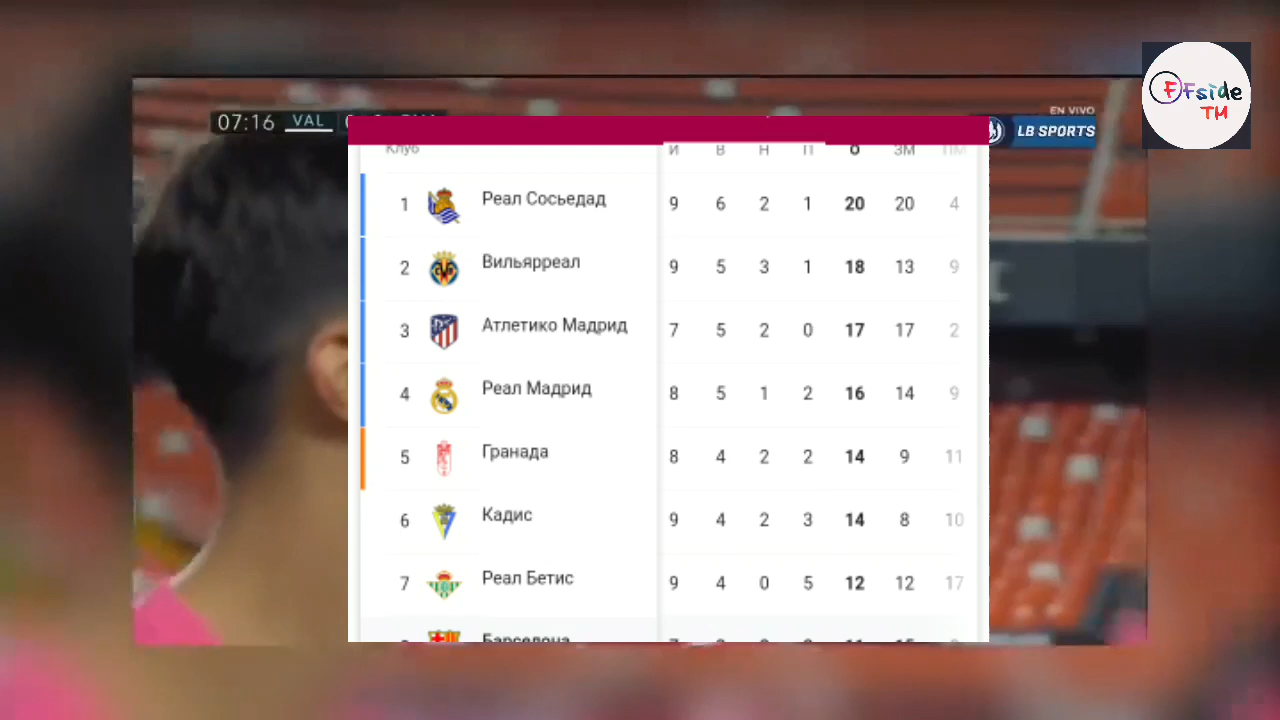 EN VIVO
LB SPORTS
FFside
TM
07:16 VAL
Клуб И В Н П О ЗМ ПМ
1 Реал Сосьедад 9 6 2 1 20 20 4
2 Вильярреал 9 5 3 1 18 13 9
3 Атлетико Мадрид 7 5 2 0 17 17 2
4 Реал Мадрид 8 5 1 2 16 14 9
5 Гранада 8 4 2 2 14 9 11
6 Кадис 9 4 2 3 14 8 10
7 Реал Бетис 9 4 0 5 12 12 17
Барселона